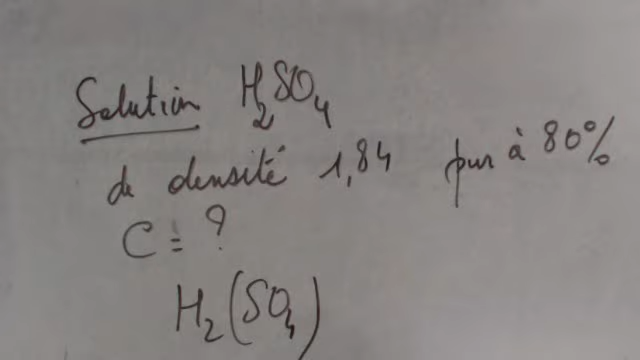 Solution H₂SO₄
de densité 1,84 pur à 80%
C = ?
H₂(SO₄)